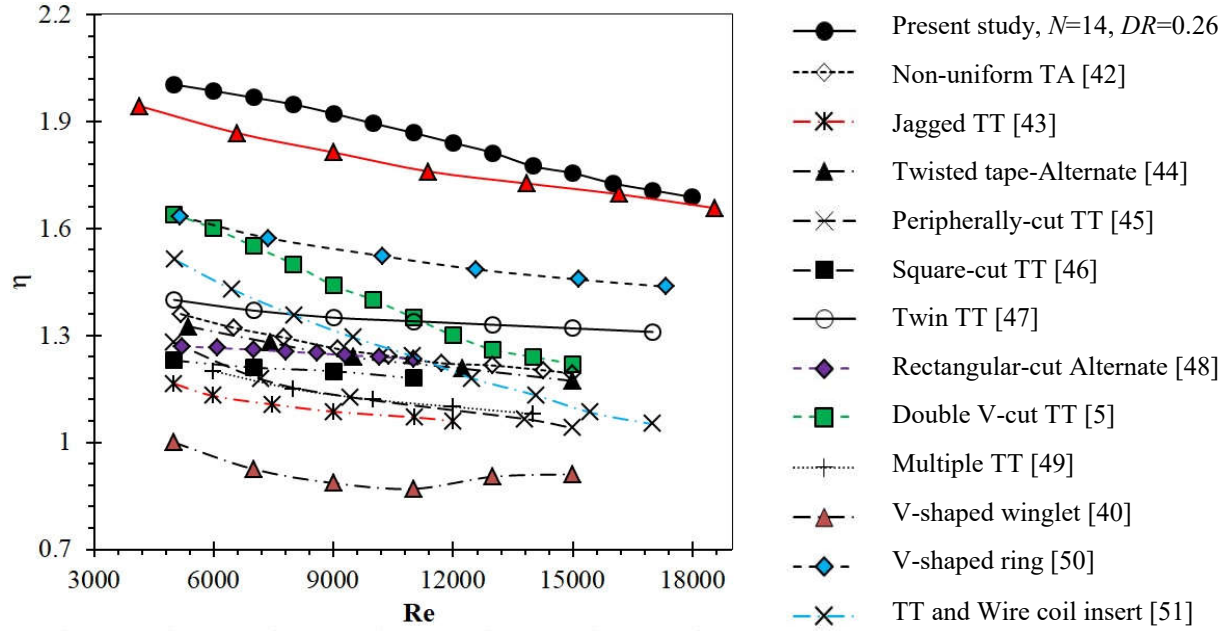 2.2
1.9
1.6
1.3
1
0.7
η
3000 6000 9000 12000 15000 18000
Re
Present study, N=14, DR=0.26
Non-uniform TA [42]
Jagged TT [43]
Twisted tape-Alternate [44]
Peripherally-cut TT [45]
Square-cut TT [46]
Twin TT [47]
Rectangular-cut Alternate [48]
Double V-cut TT [5]
Multiple TT [49]
V-shaped winglet [40]
V-shaped ring [50]
TT and Wire coil insert [51]